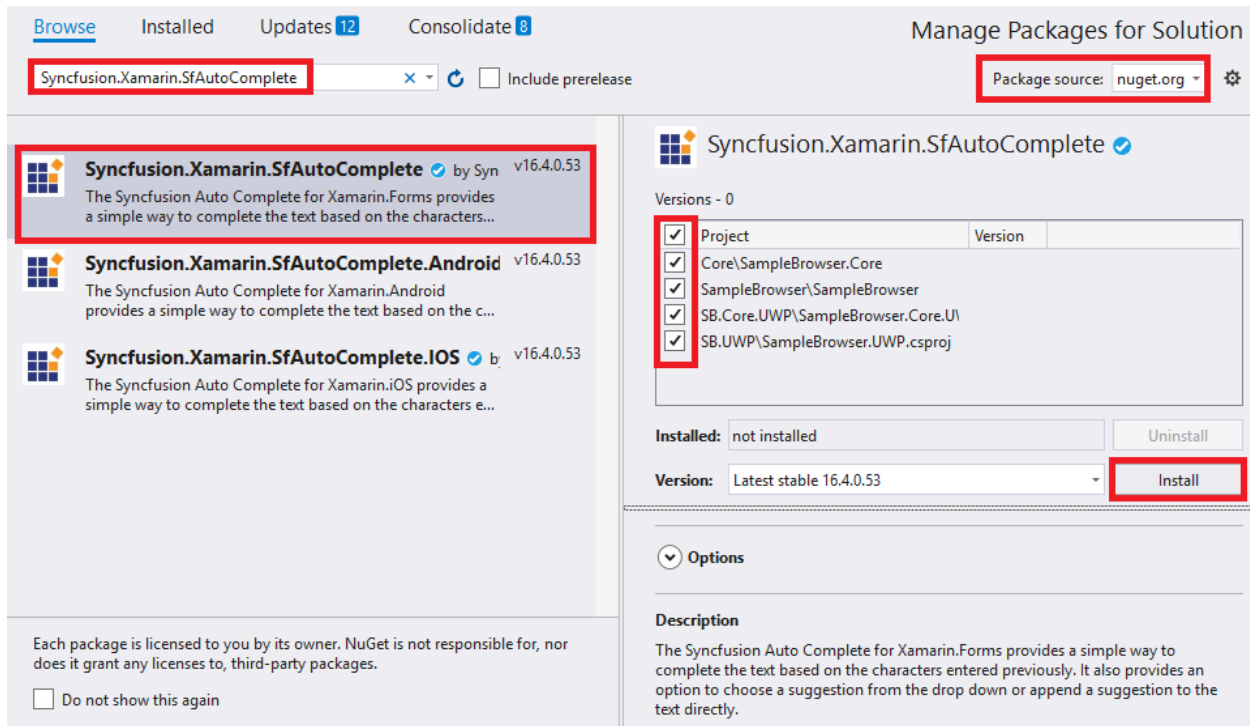 Browse Installed Updates 12 Consolidate 8
Manage Packages for Solution
Syncfusion.Xamarin.SfAutoComplete
Include prerelease
Package source: nuget.org
Syncfusion.Xamarin.SfAutoComplete by Syn v16.4.0.53
The Syncfusion Auto Complete for Xamarin.Forms provides
a simple way to complete the text based on the characters...
Syncfusion.Xamarin.SfAutoComplete.Android v16.4.0.53
The Syncfusion Auto Complete for Xamarin.Android
provides a simple way to complete the text based on the c...
Syncfusion.Xamarin.SfAutoComplete.IOS by v16.4.0.53
The Syncfusion Auto Complete for Xamarin.iOS provides a
simple way to complete the text based on the characters e...
Each package is licensed to you by its owner. NuGet is not responsible for, nor
does it grant any licenses to, third-party packages.
Do not show this again
Syncfusion.Xamarin.SfAutoComplete
Versions - 0
Project Version
Core\SampleBrowser.Core
SampleBrowser\SampleBrowser
SB.Core.UWP\SampleBrowser.Core.U\
SB.UWP\SampleBrowser.UWP.csproj
Installed: not installed Uninstall
Version: Latest stable 16.4.0.53 Install
Options
Description
The Syncfusion Auto Complete for Xamarin.Forms provides a simple way to
complete the text based on the characters entered previously. It also provides an
option to choose a suggestion from the drop down or append a suggestion to the
text directly.